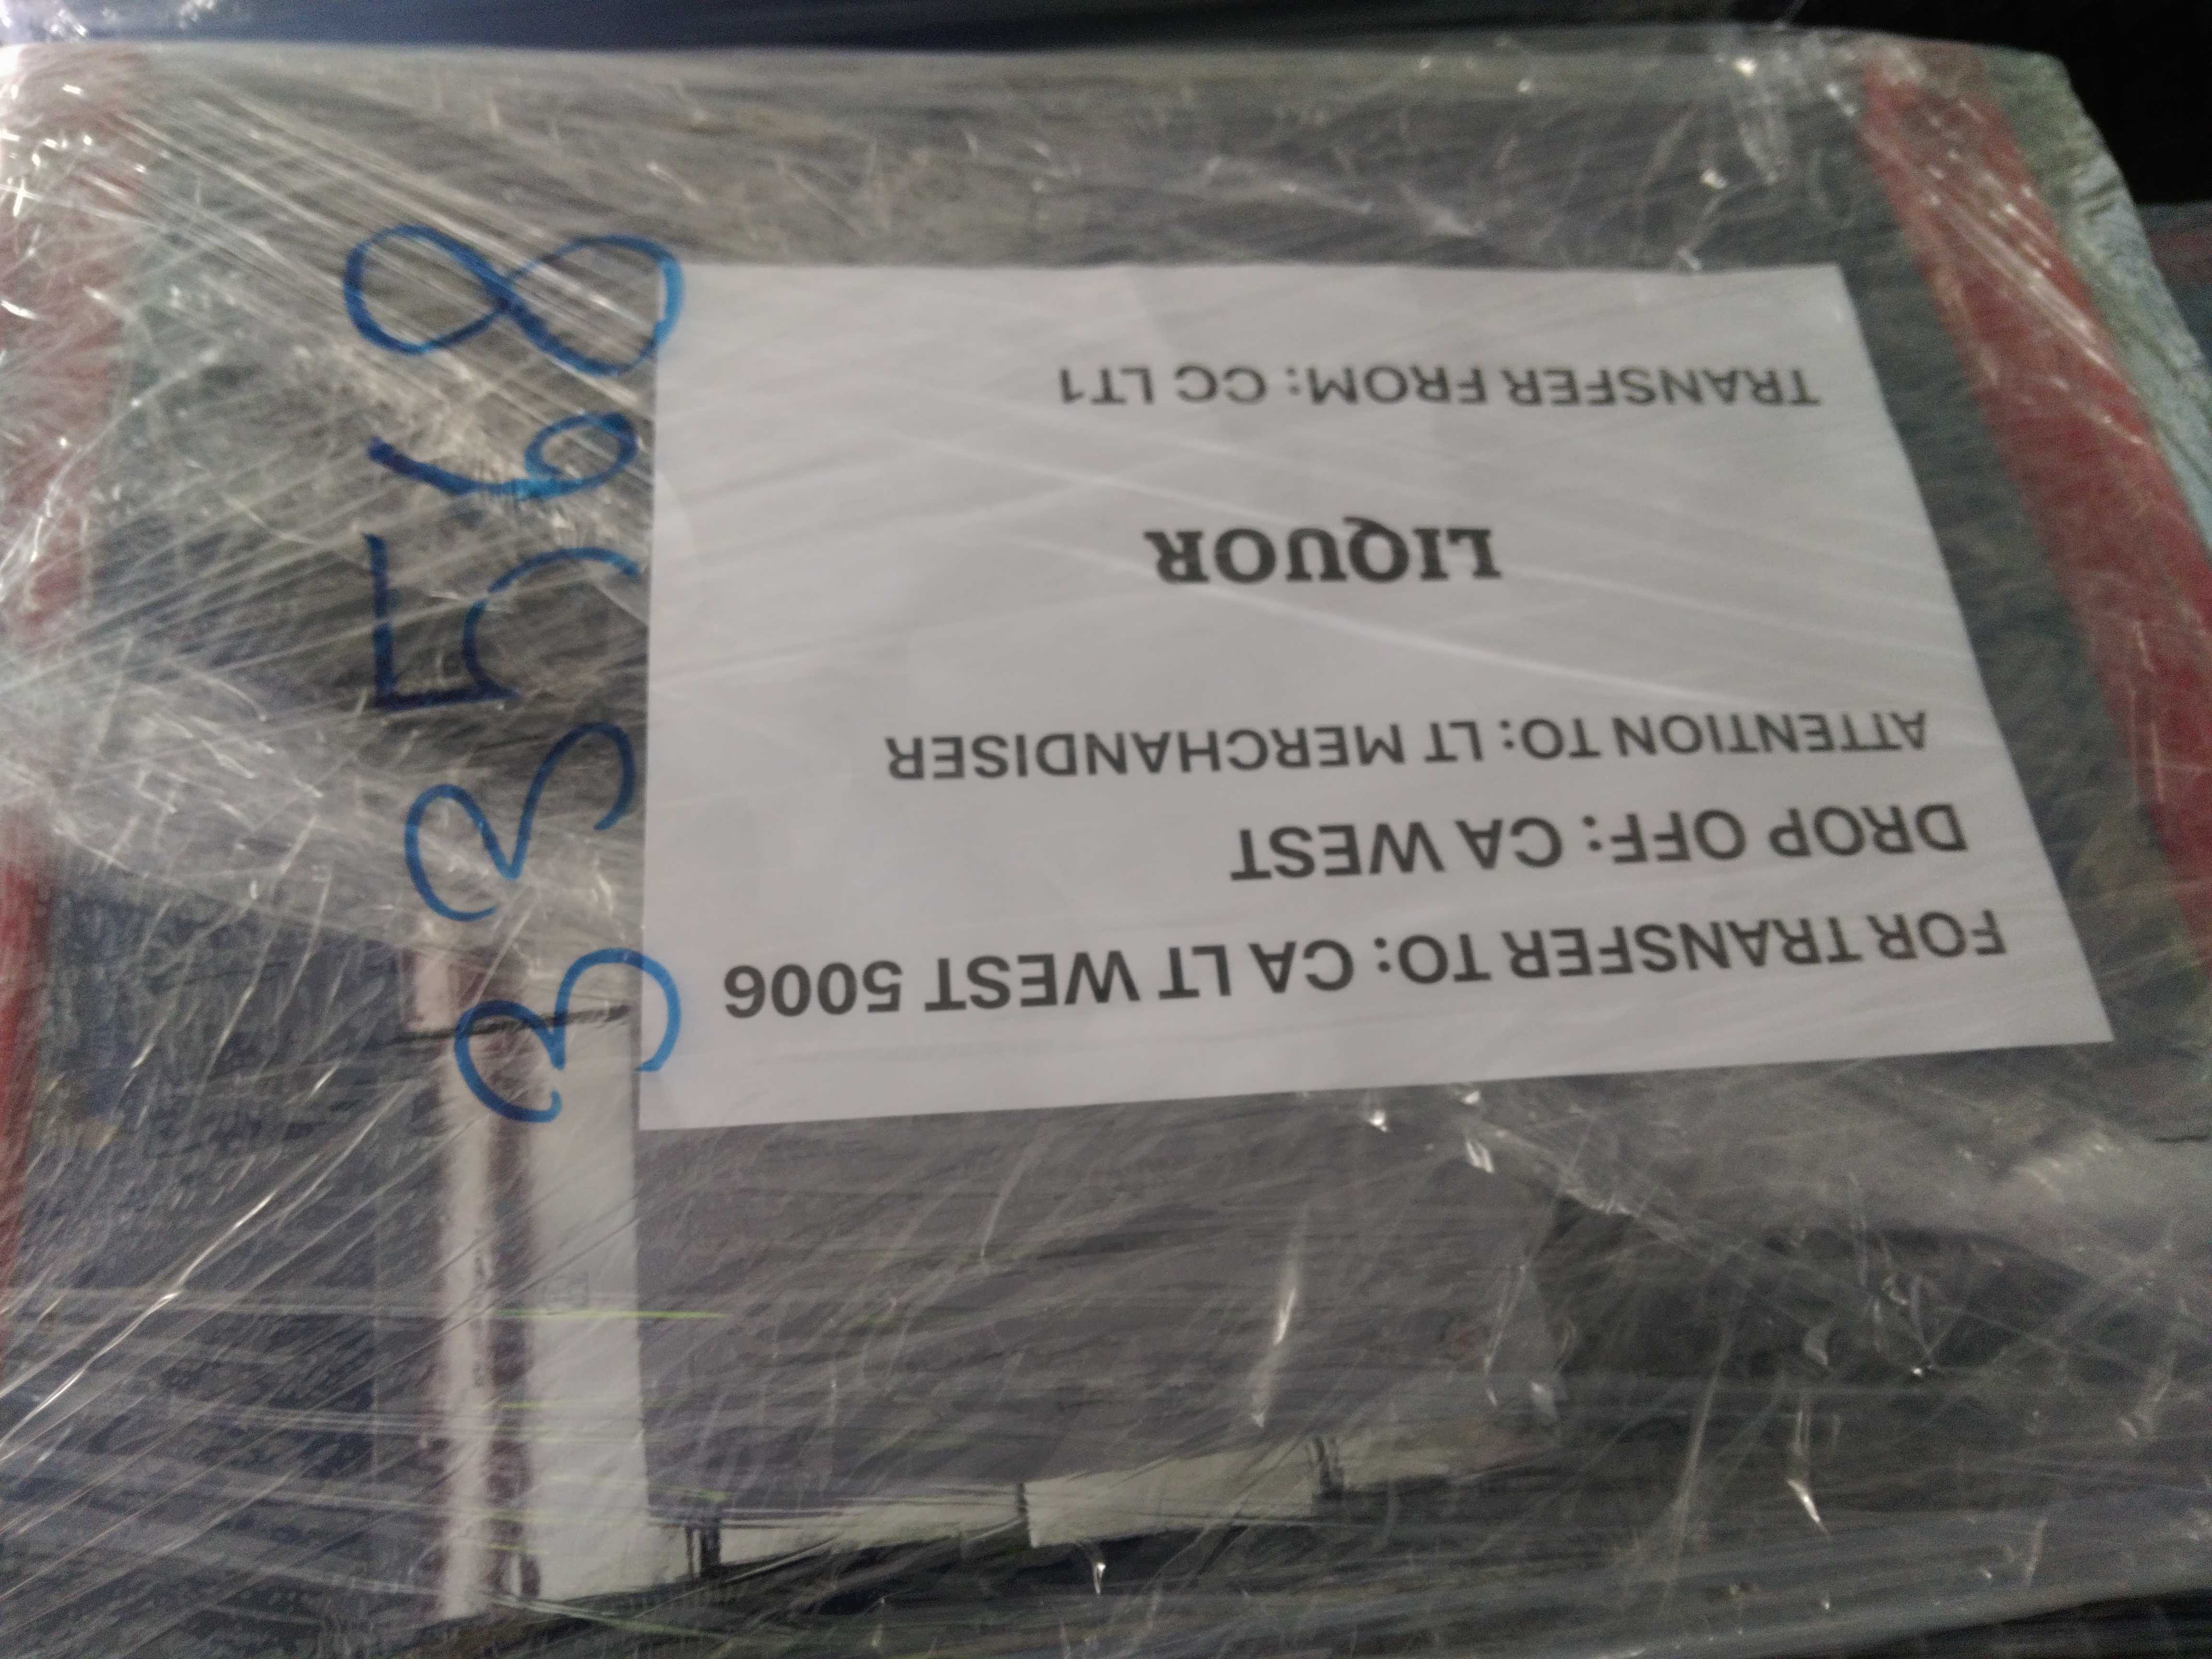 FOR TRANSFER TO: CA LT WEST 5006
DROP OFF: CA WEST
ATTENTION TO: LT MERCHANDISER
LIQUOR
TRANSFER FROM: CC LT1
33568